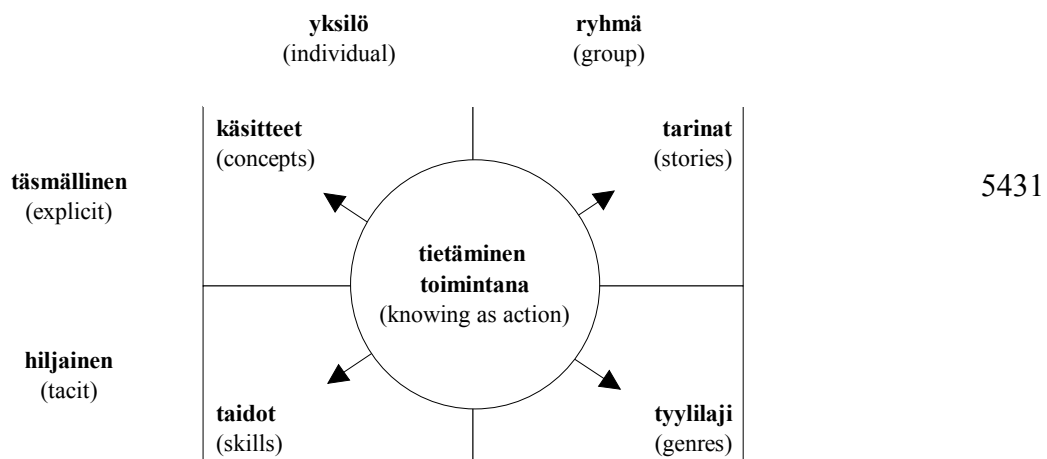 yksilö
(individual)
ryhmä
(group)
käsitteet
(concepts)
tarinat
(stories)
täsmällinen
(explicit)
5431
tietäminen
toimintana
(knowing as action)
hiljainen
(tacit)
taidot
(skills)
tyylilaji
(genres)